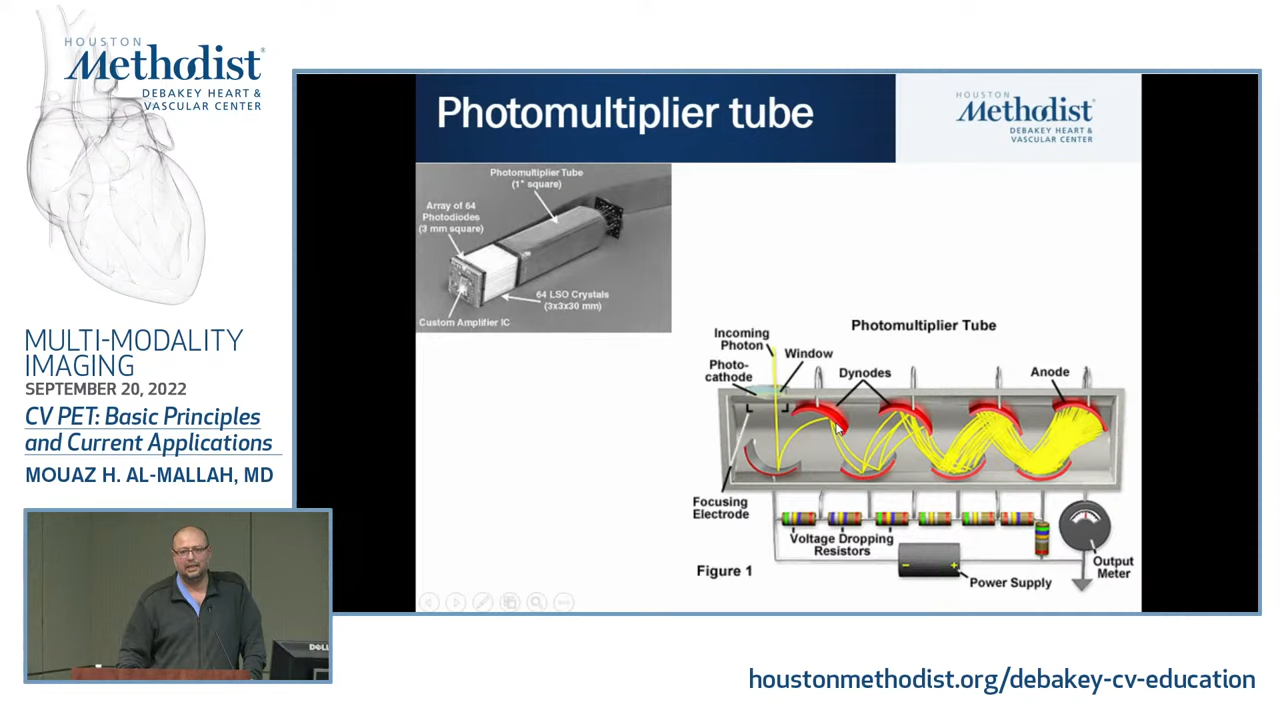 HOUSTON
Methodist®
DEBAKEY HEART &
VASCULAR CENTER
MULTI-MODALITY
IMAGING
SEPTEMBER 20, 2022
CV PET: Basic Principles
and Current Applications
MOUAZ H. AL-MALLAH, MD
DELL
Photomultiplier tube
HOUSTON
Methodist®
DEBAKEY HEART &
VASCULAR CENTER
Photomultiplier Tube
(1" square)
Array of 64
Photodiodes
(3 mm square)
64 LSO Crystals
(3x3x30 mm)
Custom Amplifier IC
Photomultiplier Tube
Incoming
Photon
Window
Photo-
cathode
Dynodes
Anode
Focusing
Electrode
Voltage Dropping
Resistors
Output
Meter
Power Supply
Figure 1
houstonmethodist.org/debakey-cv-education